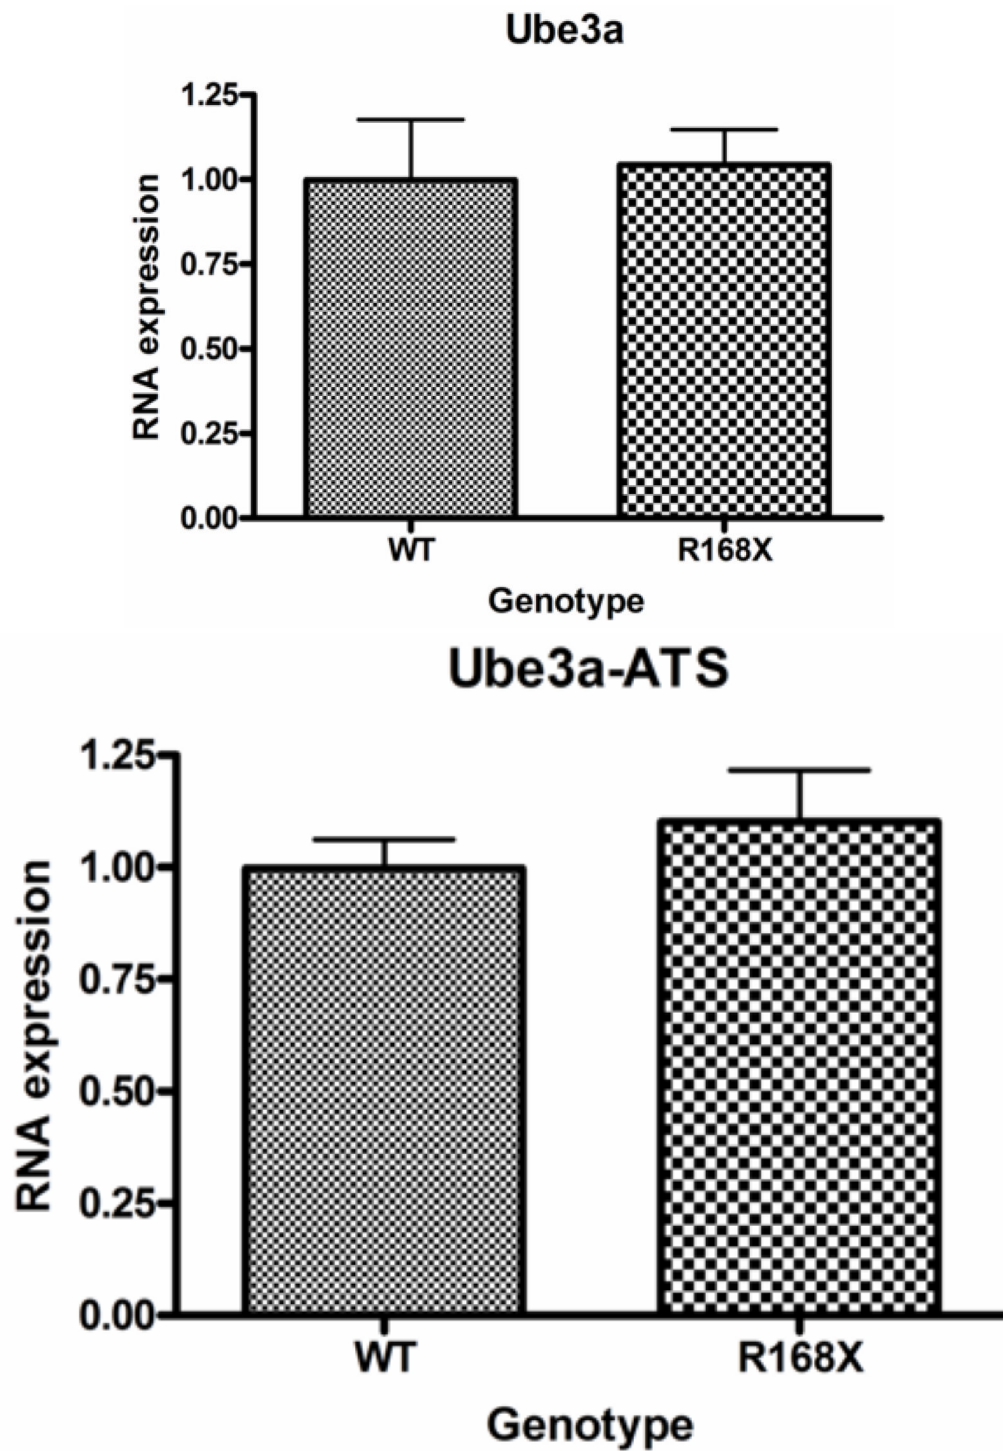 Ube3a
1.25
1.00
0.75
0.50
0.25
0.00
RNA expression
WT R168X
Genotype
Ube3a-ATS
1.25
1.00
0.75
0.50
0.25
0.00
RNA expression
WT R168X
Genotype